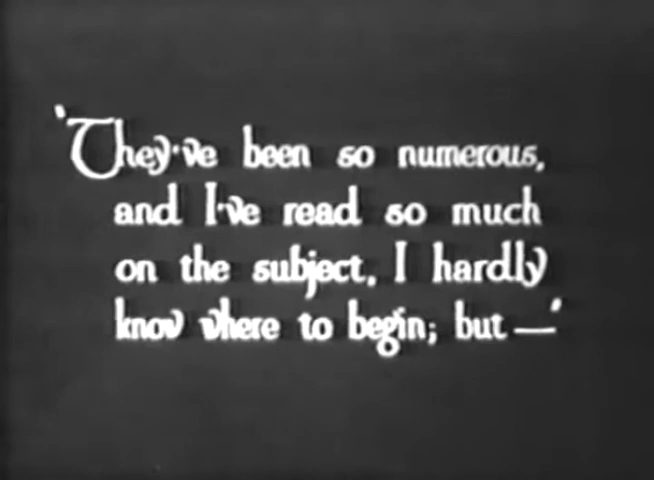 'They've been so numerous,
and I've read so much
on the subject, I hardly
know where to begin; but —'